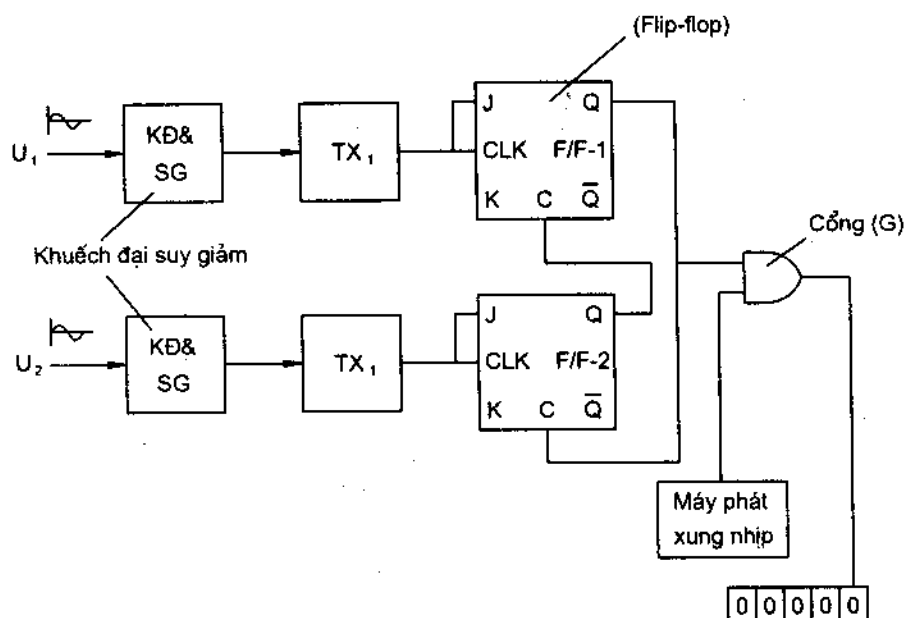 (Flip-flop)
U₁
KĐ&
SG
TX₁
J
Q
CLK
F/F-1
K
C
Q̅
Khuếch đại suy giảm
Cổng (G)
U₂
KĐ&
SG
TX₁
J
Q
CLK
F/F-2
K
C
Q̅
Máy phát
xung nhịp
0 0 0 0 0